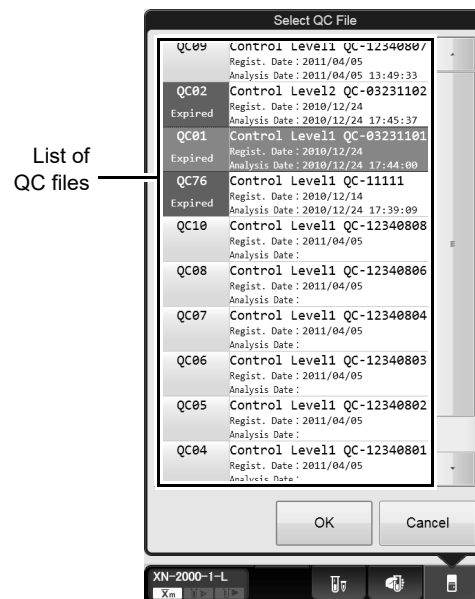 Select QC File
QC09
Control Level1 QC-12340807
Regist. Date : 2011/04/05
Analysis Date : 2011/04/05 13:49:33
QC02
Expired
Control Level2 QC-03231102
Regist. Date : 2010/12/24
Analysis Date : 2010/12/24 17:45:37
QC01
Expired
Control Level1 QC-03231101
Regist. Date : 2010/12/24
Analysis Date : 2010/12/24 17:44:00
QC76
Expired
Control Level1 QC-11111
Regist. Date : 2010/12/14
Analysis Date : 2010/12/24 17:39:09
QC10
Control Level1 QC-12340808
Regist. Date : 2011/04/05
Analysis Date :
QC08
Control Level1 QC-12340806
Regist. Date : 2011/04/05
Analysis Date :
QC07
Control Level1 QC-12340804
Regist. Date : 2011/04/05
Analysis Date :
QC06
Control Level1 QC-12340803
Regist. Date : 2011/04/05
Analysis Date :
QC05
Control Level1 QC-12340802
Regist. Date : 2011/04/05
Analysis Date :
QC04
Control Level1 QC-12340801
Regist. Date : 2011/04/05
Analysis Date :
List of
QC files
OK
Cancel
XN-2000-1-L
Xm